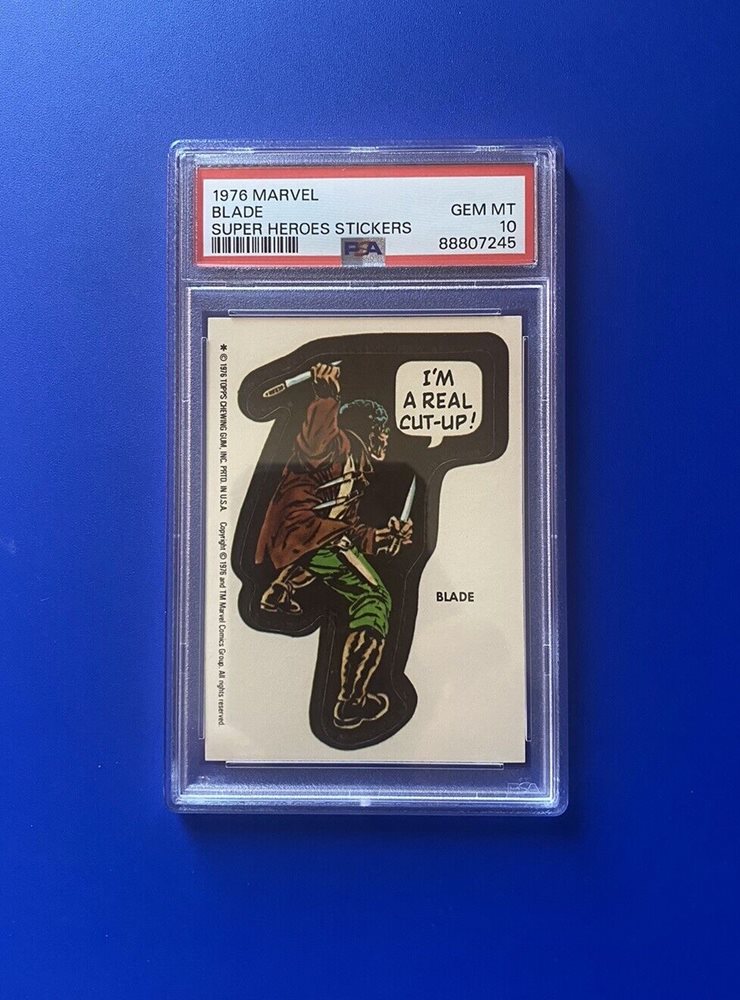 1976 MARVEL
BLADE
SUPER HEROES STICKERS
GEM MT
10
88807245
PSA
I'M
A REAL
CUT-UP!
BLADE
* © 1976 TOPPS CHEWING GUM, INC. PRTD. IN U.S.A. Copyright © 1976 and TM Marvel Comics Group. All rights reserved.
PSA